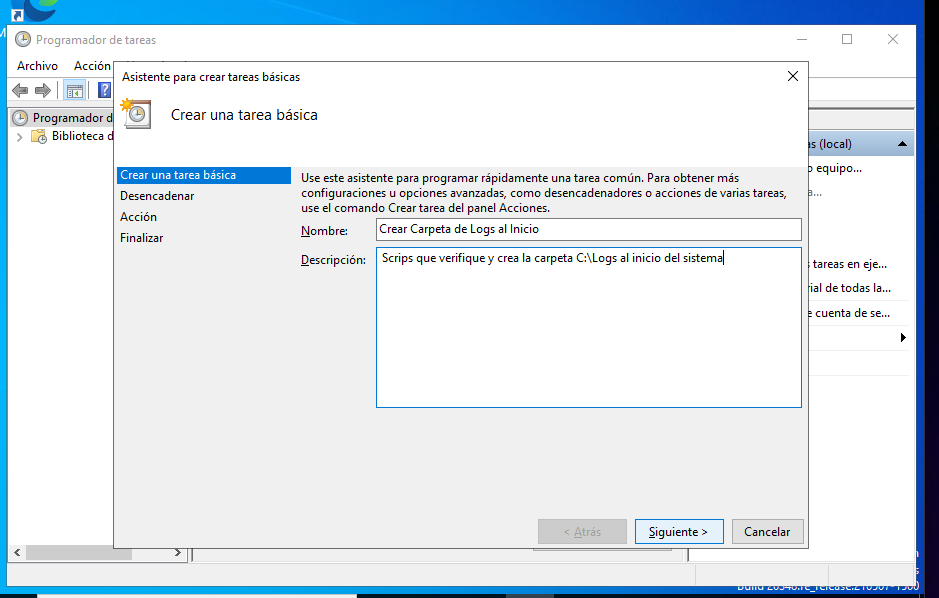 Programador de tareas
Archivo Acción
Asistente para crear tareas básicas
Crear una tarea básica
Programador d
Biblioteca d
Crear una tarea básica
Desencadenar
Acción
Finalizar
Use este asistente para programar rápidamente una tarea común. Para obtener más
configuraciones u opciones avanzadas, como desencadenadores o acciones de varias tareas,
use el comando Crear tarea del panel Acciones.
Nombre: Crear Carpeta de Logs al Inicio
Descripción: Scrips que verifique y crea la carpeta C:\Logs al inicio del sistema
as (local)
o equipo...
a...
s tareas en eje...
rial de todas la...
e cuenta de se...
< Atrás Siguiente > Cancelar